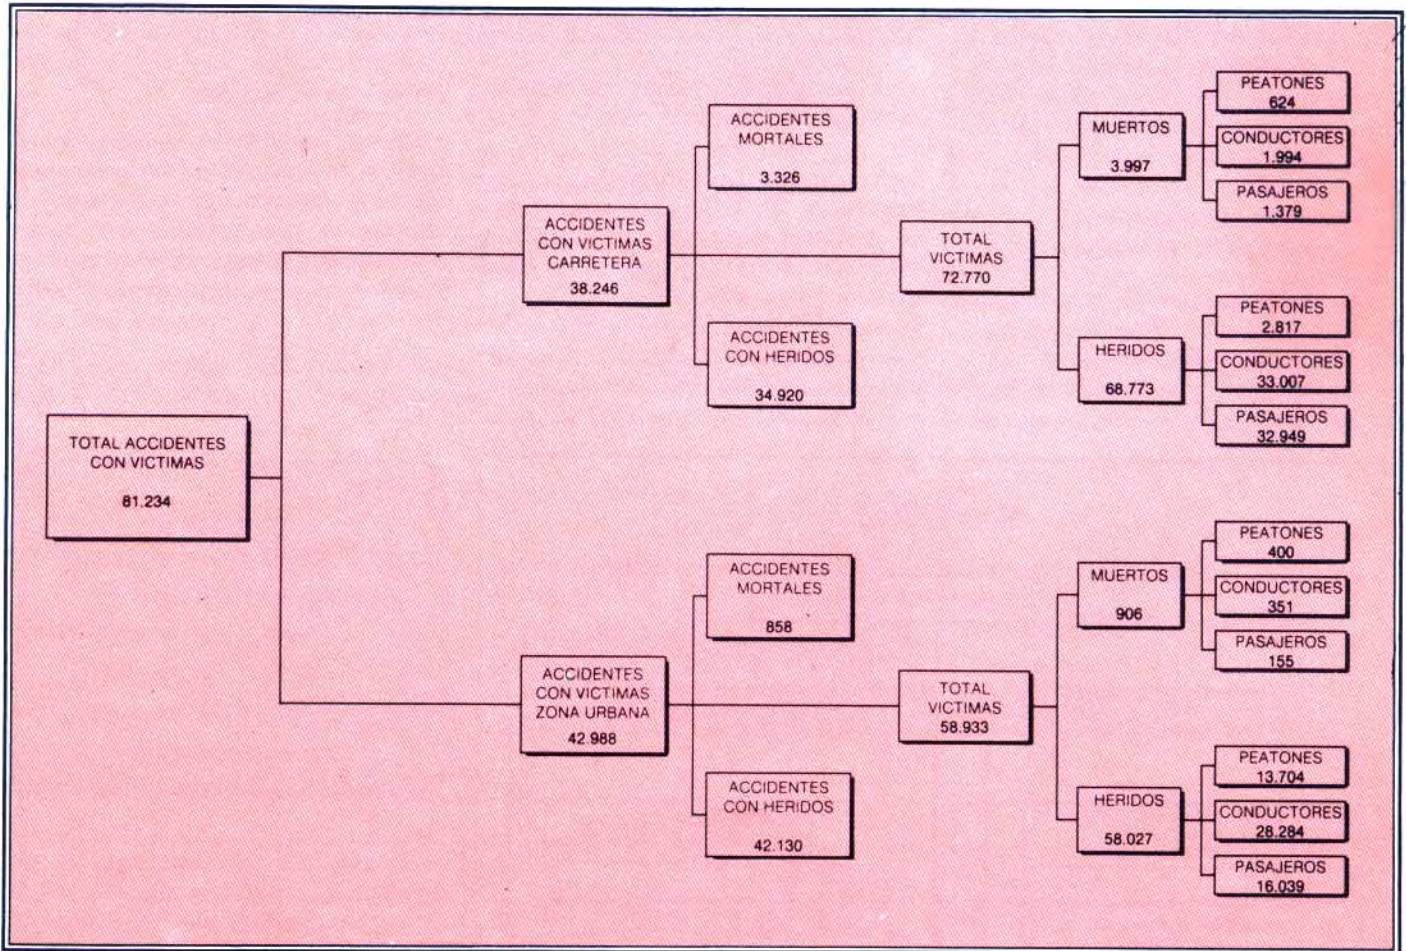 TOTAL ACCIDENTES
CON VICTIMAS
81.234
ACCIDENTES
CON VICTIMAS
CARRETERA
38.246
ACCIDENTES
MORTALES
3.326
ACCIDENTES
CON HERIDOS
34.920
TOTAL
VICTIMAS
72.770
MUERTOS
3.997
PEATONES
624
CONDUCTORES
1.994
PASAJEROS
1.379
HERIDOS
68.773
PEATONES
2.817
CONDUCTORES
33.007
PASAJEROS
32.949
ACCIDENTES
CON VICTIMAS
ZONA URBANA
42.988
ACCIDENTES
MORTALES
858
ACCIDENTES
CON HERIDOS
42.130
TOTAL
VICTIMAS
58.933
MUERTOS
906
PEATONES
400
CONDUCTORES
351
PASAJEROS
155
HERIDOS
58.027
PEATONES
13.704
CONDUCTORES
28.284
PASAJEROS
16.039